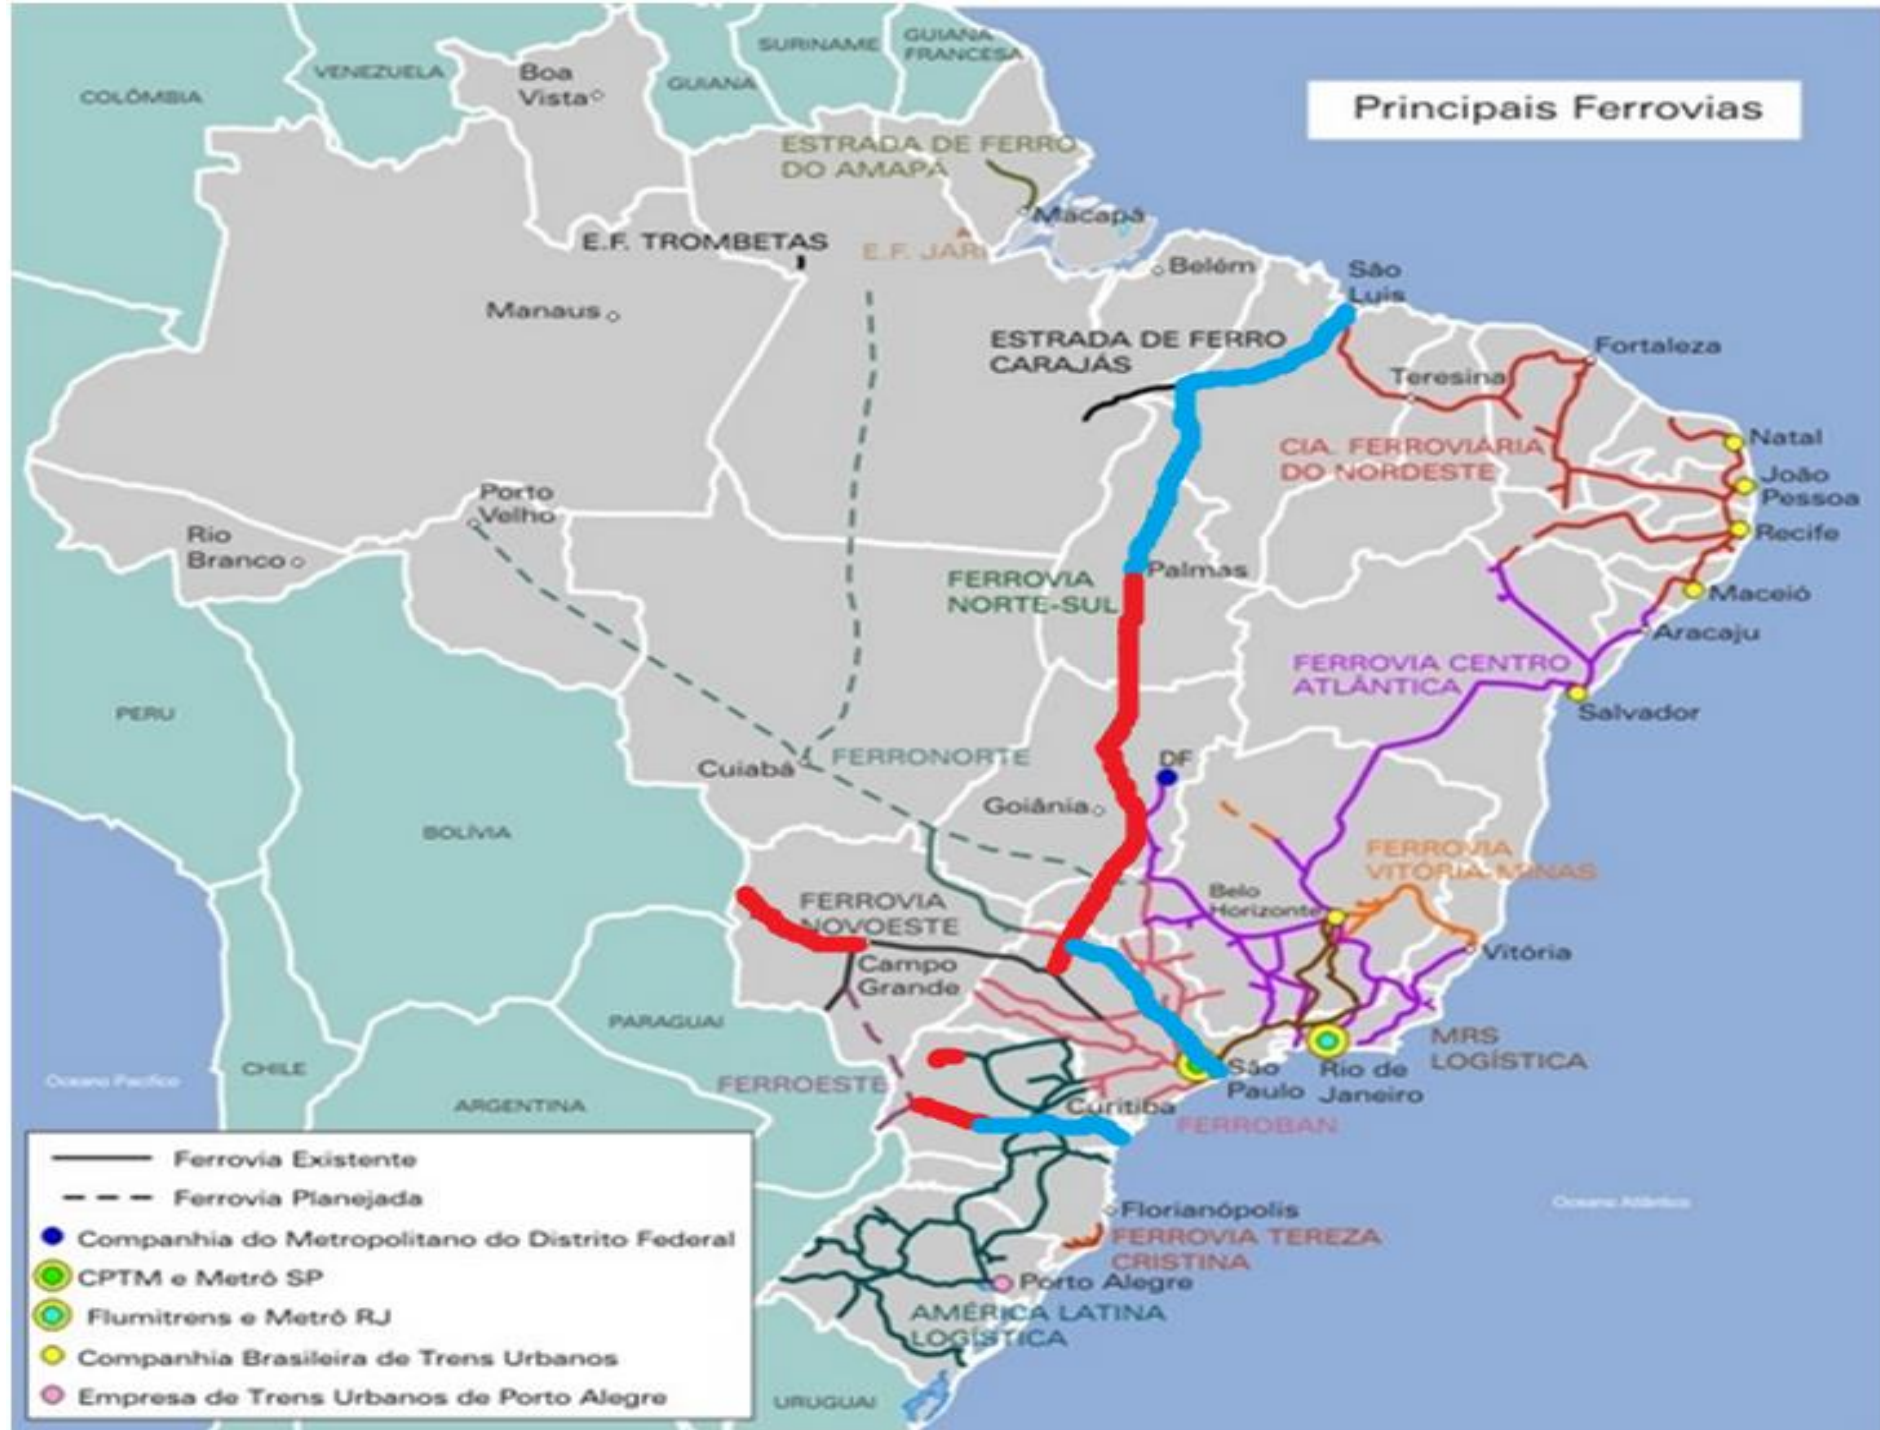 Principais Ferrovias
COLÔMBIA
VENEZUELA
Boa
Vista
GUIANA
SURINAME
GUIANA
FRANCESA
ESTRADA DE FERRO
DO AMAPÁ
Macapá
E.F. TROMBETAS
E.F. JARI
Belém
São
Luis
Manaus
ESTRADA DE FERRO
CARAJÁS
Fortaleza
Teresina
CIA. FERROVIÁRIA
DO NORDESTE
Natal
João
Pessoa
Recife
Porto
Velho
Rio
Branco
Palmas
FERROVIA
NORTE-SUL
Maceió
Aracaju
FERROVIA CENTRO
ATLÂNTICA
Salvador
PERU
Cuiabá
FERRONORTE
DF
Goiânia
BOLÍVIA
FERROVIA
VITÓRIA-MINAS
FERROVIA
NOVOESTE
Belo
Horizonte
Vitória
Campo
Grande
PARAGUAI
MRS
LOGÍSTICA
CHILE
Oceano Pacífico
FERROESTE
São
Paulo
Rio de
Janeiro
ARGENTINA
Curitiba
FERROBAN
Oceano Atlântico
Florianópolis
FERROVIA TEREZA
CRISTINA
Porto Alegre
AMÉRICA LATINA
LOGÍSTICA
URUGUAI
Ferrovia Existente
Ferrovia Planejada
Companhia do Metropolitano do Distrito Federal
CPTM e Metrô SP
Flumitrens e Metrô RJ
Companhia Brasileira de Trens Urbanos
Empresa de Trens Urbanos de Porto Alegre